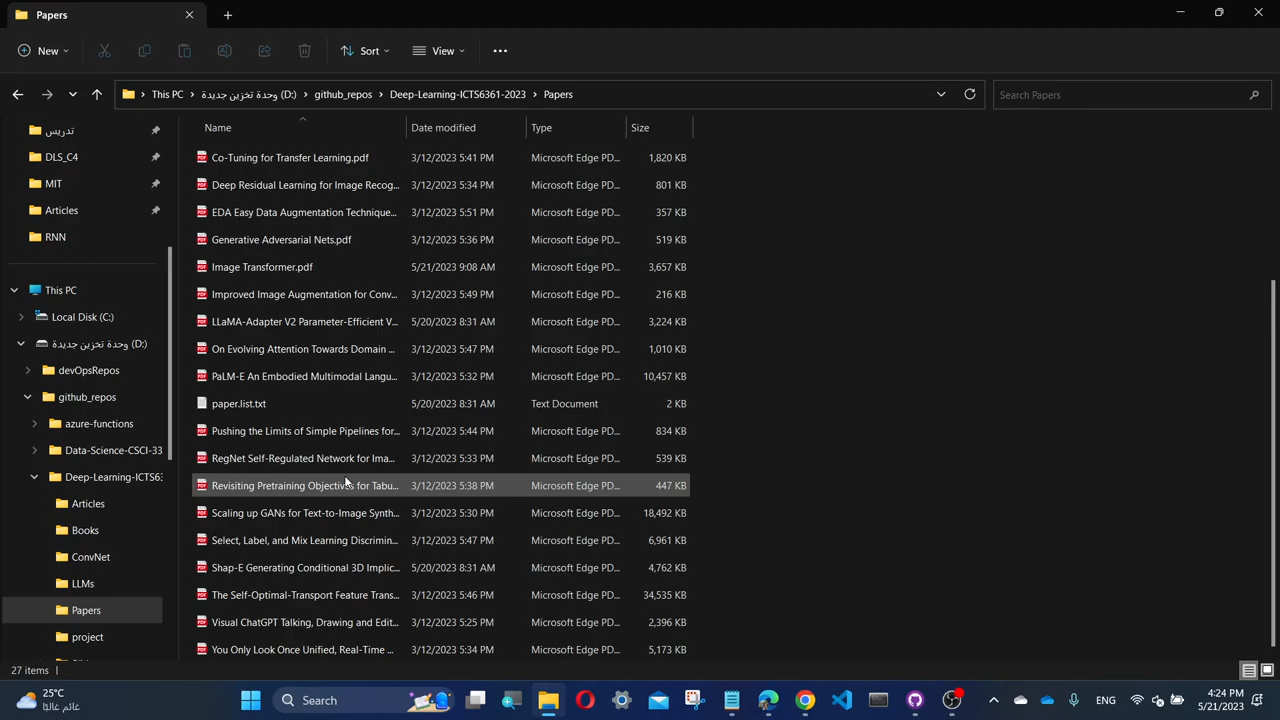 Papers
New
Sort
View
This PC
وحدة تخزين جديدة (D:)
github_repos
Deep-Learning-ICTS6361-2023
Papers
Search Papers
تدريس
DLS_C4
MIT
Articles
RNN
This PC
Local Disk (C:)
وحدة تخزين جديدة (D:)
devOpsRepos
github_repos
azure-functions
Data-Science-CSCI-33
Deep-Learning-ICTS63
Articles
Books
ConvNet
LLMs
Papers
project
Name Date modified Type Size
Co-Tuning for Transfer Learning.pdf 3/12/2023 5:41 PM Microsoft Edge PD... 1,820 KB
Deep Residual Learning for Image Recog... 3/12/2023 5:34 PM Microsoft Edge PD... 801 KB
EDA Easy Data Augmentation Technique... 3/12/2023 5:51 PM Microsoft Edge PD... 357 KB
Generative Adversarial Nets.pdf 3/12/2023 5:36 PM Microsoft Edge PD... 519 KB
Image Transformer.pdf 5/21/2023 9:08 AM Microsoft Edge PD... 3,657 KB
Improved Image Augmentation for Conv... 3/12/2023 5:49 PM Microsoft Edge PD... 216 KB
LLaMA-Adapter V2 Parameter-Efficient V... 5/20/2023 8:31 AM Microsoft Edge PD... 3,224 KB
On Evolving Attention Towards Domain ... 3/12/2023 5:47 PM Microsoft Edge PD... 1,010 KB
PaLM-E An Embodied Multimodal Langu... 3/12/2023 5:32 PM Microsoft Edge PD... 10,457 KB
paper.list.txt 5/20/2023 8:31 AM Text Document 2 KB
Pushing the Limits of Simple Pipelines for... 3/12/2023 5:44 PM Microsoft Edge PD... 834 KB
RegNet Self-Regulated Network for Ima... 3/12/2023 5:33 PM Microsoft Edge PD... 539 KB
Revisiting Pretraining Objectives for Tabu... 3/12/2023 5:38 PM Microsoft Edge PD... 447 KB
Scaling up GANs for Text-to-Image Synth... 3/12/2023 5:30 PM Microsoft Edge PD... 18,492 KB
Select, Label, and Mix Learning Discrimin... 3/12/2023 5:47 PM Microsoft Edge PD... 6,961 KB
Shap-E Generating Conditional 3D Implic... 5/20/2023 8:31 AM Microsoft Edge PD... 4,762 KB
The Self-Optimal-Transport Feature Trans... 3/12/2023 5:46 PM Microsoft Edge PD... 34,535 KB
Visual ChatGPT Talking, Drawing and Edit... 3/12/2023 5:25 PM Microsoft Edge PD... 2,396 KB
You Only Look Once Unified, Real-Time ... 3/12/2023 5:34 PM Microsoft Edge PD... 5,173 KB
27 items
25°C
غائم غالبًا
Search
ENG
4:24 PM
5/21/2023